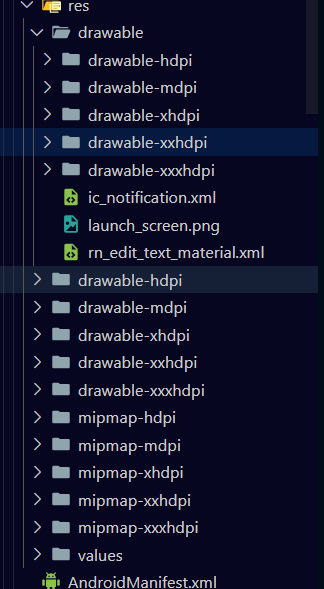 res
drawable
drawable-hdpi
drawable-mdpi
drawable-xhdpi
drawable-xxhdpi
drawable-xxxhdpi
ic_notification.xml
launch_screen.png
rn_edit_text_material.xml
drawable-hdpi
drawable-mdpi
drawable-xhdpi
drawable-xxhdpi
drawable-xxxhdpi
mipmap-hdpi
mipmap-mdpi
mipmap-xhdpi
mipmap-xxhdpi
mipmap-xxxhdpi
values
AndroidManifest.xml